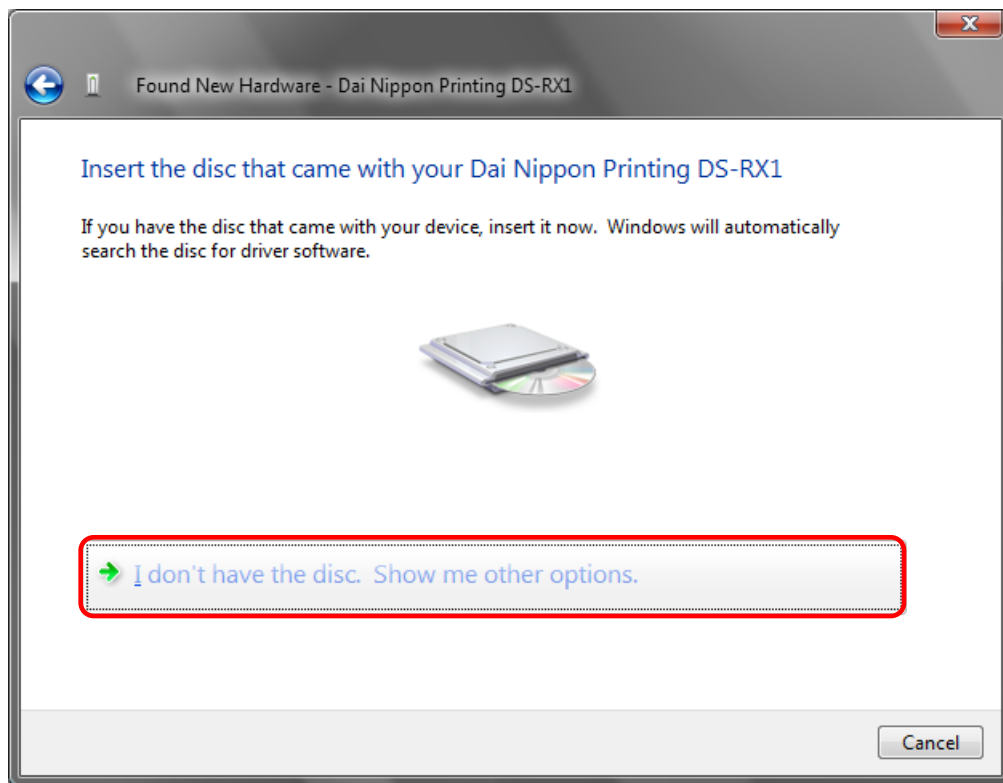 Found New Hardware - Dai Nippon Printing DS-RX1
Insert the disc that came with your Dai Nippon Printing DS-RX1
If you have the disc that came with your device, insert it now.  Windows will automatically
search the disc for driver software.
I don't have the disc.  Show me other options.
Cancel